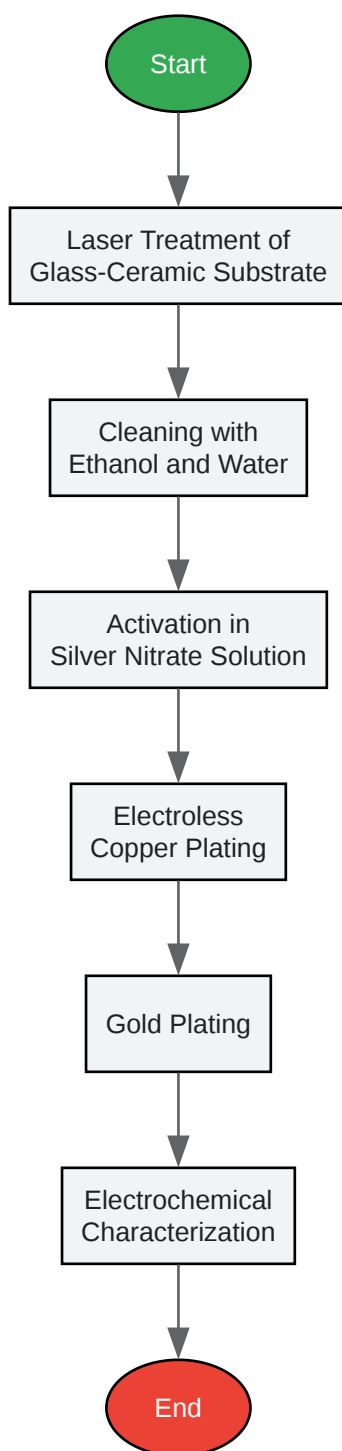 Start
Laser Treatment of
Glass-Ceramic Substrate
Cleaning with
Ethanol and Water
Activation in
Silver Nitrate Solution
Electroless
Copper Plating
Gold Plating
Electrochemical
Characterization
End